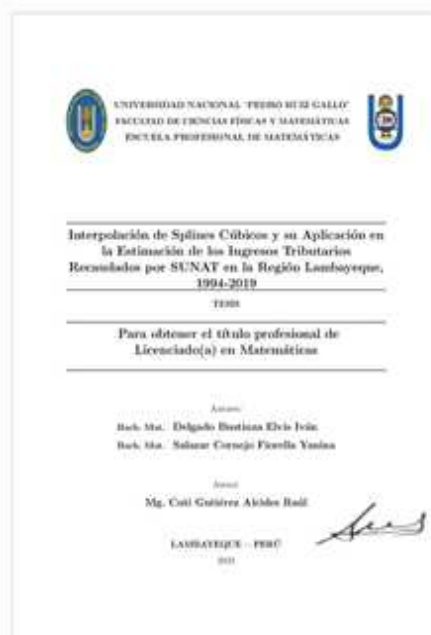 UNIVERSIDAD NACIONAL "PEDRO RUIZ GALLO"
FACULTAD DE CIENCIAS FÍSICAS Y MATEMÁTICAS
ESCUELA PROFESIONAL DE MATEMÁTICAS
Interpolación de Splines Cúbicos y su Aplicación en
la Estimación de los Ingresos Tributarios
Recaudados por SUNAT en la Región Lambayeque,
1994-2019
TESIS
Para obtener el título profesional de
Licenciado(a) en Matemáticas
Autores:
Bach. Mat. Delgado Bustinza Elvis Iván
Bach. Mat. Salazar Cornejo Fiorella Yanina
Asesor
Mg. Coti Gutiérez Alcides Raúl
LAMBAYEQUE – PERÚ